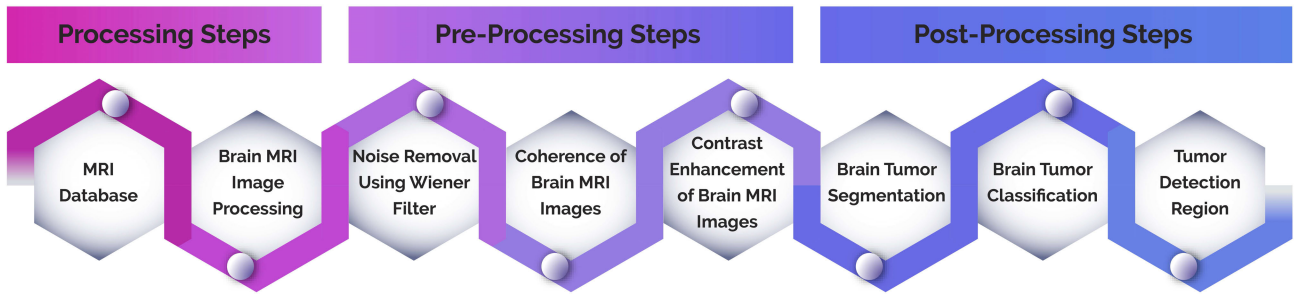 Processing Steps
Pre-Processing Steps
Post-Processing Steps
MRI
Database
Brain MRI
Image
Processing
Noise Removal
Using Wiener
Filter
Coherence of
Brain MRI
Images
Contrast
Enhancement
of Brain MRI
Images
Brain Tumor
Segmentation
Brain Tumor
Classification
Tumor
Detection
Region